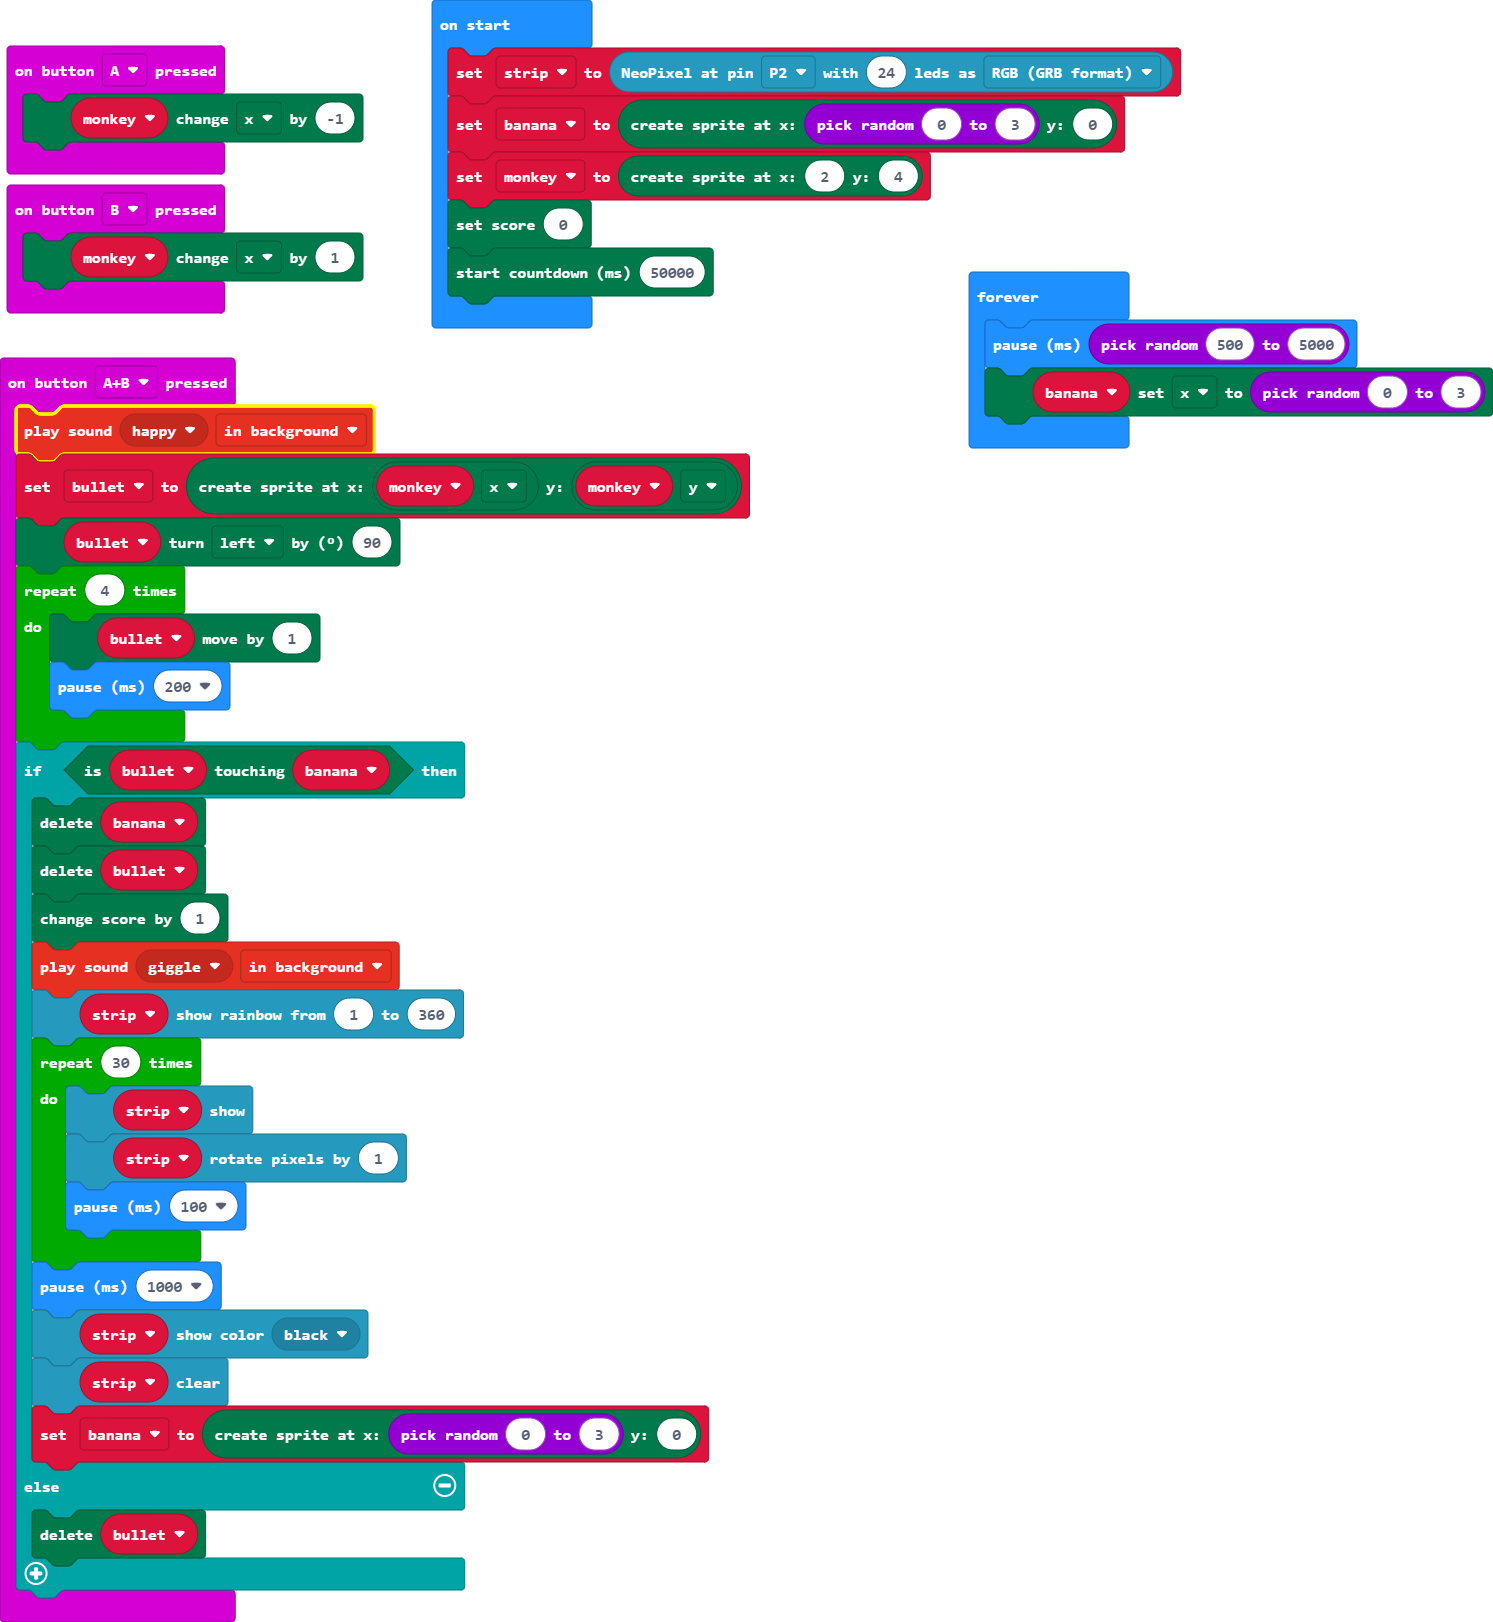 on button A pressed
monkey change x by -1
on button B pressed
monkey change x by 1
on start
set strip to NeoPixel at pin P2 with 24 leds as RGB (GRB format)
set banana to create sprite at x: pick random 0 to 3 y: 0
set monkey to create sprite at x: 2 y: 4
set score 0
start countdown (ms) 50000
forever
pause (ms) pick random 500 to 5000
banana set x to pick random 0 to 3
on button A+B pressed
play sound happy in background
set bullet to create sprite at x: monkey x y: monkey y
bullet turn left by (º) 90
repeat 4 times
do bullet move by 1
pause (ms) 200
if is bullet touching banana then
delete banana
delete bullet
change score by 1
play sound giggle in background
strip show rainbow from 1 to 360
repeat 30 times
do strip show
strip rotate pixels by 1
pause (ms) 100
pause (ms) 1000
strip show color black
strip clear
set banana to create sprite at x: pick random 0 to 3 y: 0
else
delete bullet